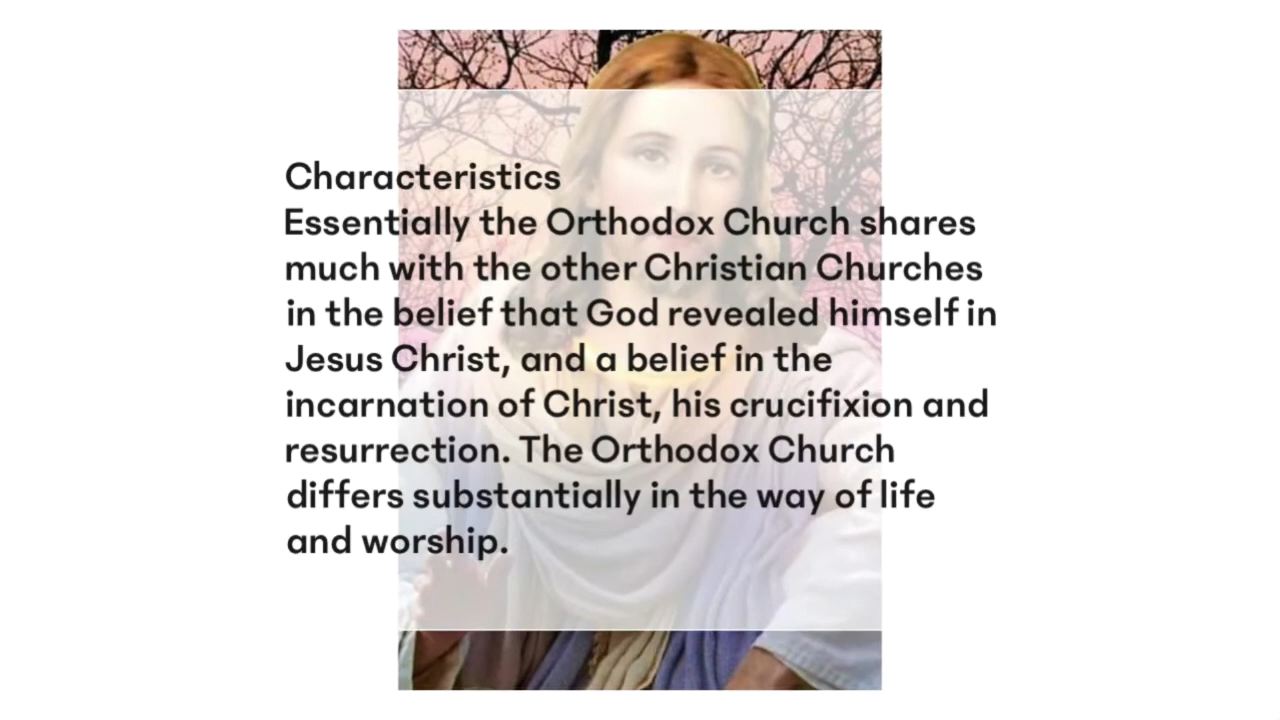 Characteristics
Essentially the Orthodox Church shares
much with the other Christian Churches
in the belief that God revealed himself in
Jesus Christ, and a belief in the
incarnation of Christ, his crucifixion and
resurrection. The Orthodox Church
differs substantially in the way of life
and worship.